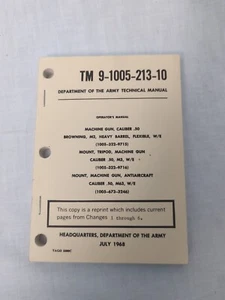 TM 9-1005-213-10
DEPARTMENT OF THE ARMY TECHNICAL MANUAL
OPERATOR'S MANUAL
MACHINE GUN, CALIBER .50
BROWNING, M2, HEAVY BARREL, FLEXIBLE, W/E
(1005-322-9715)
MOUNT, TRIPOD, MACHINE GUN
CALIBER .50, M3, W/E
(1005-322-9716)
MOUNT, MACHINE GUN, ANTIAIRCRAFT
CALIBER .50, M63, W/E
(1005-673-3246)
This copy is a reprint which includes current
pages from Changes 1 through 4.
HEADQUARTERS, DEPARTMENT OF THE ARMY
JULY 1968